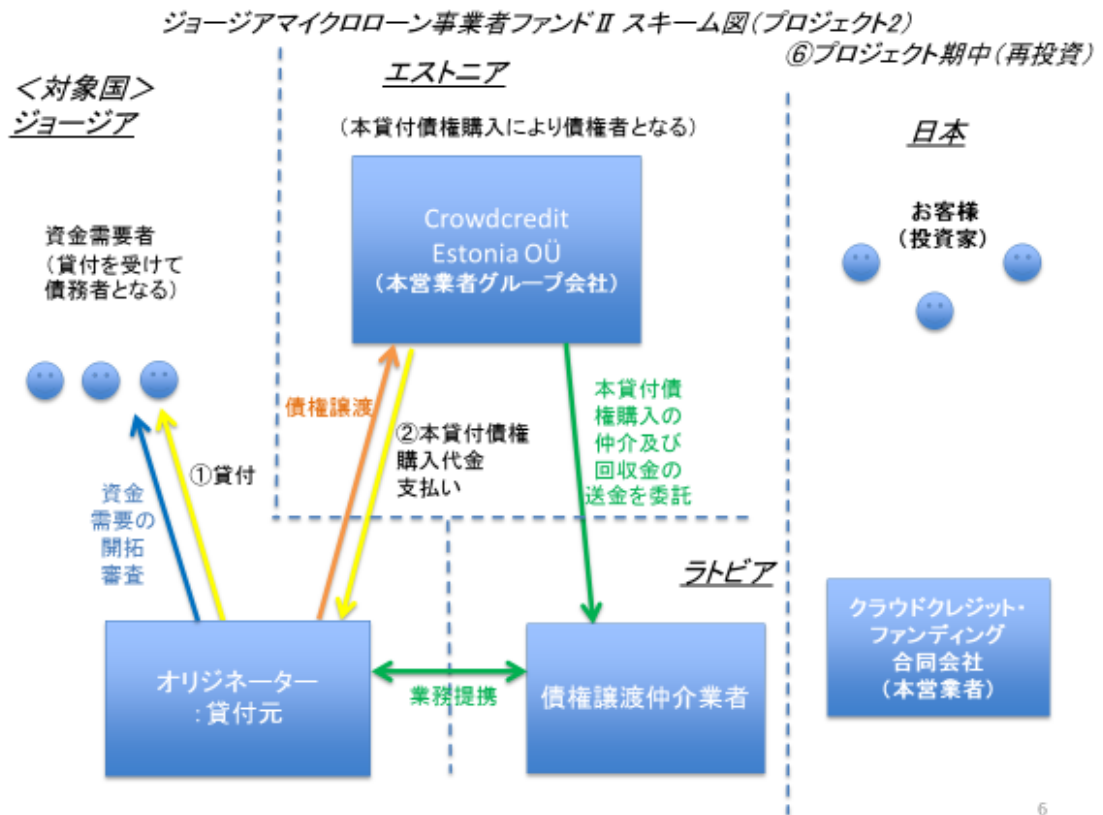 ジョージアマイクロローン事業者ファンドⅡ スキーム図(プロジェクト2)
⑥プロジェクト期中(再投資)
<対象国>
ジョージア
エストニア
日本
(本貸付債権購入により債権者となる)
Crowdcredit
Estonia OÜ
(本営業者グループ会社)
お客様
(投資家)
資金需要者
(貸付を受けて
債務者となる)
債権譲渡
②本貸付債権
購入代金
支払い
本貸付債
権購入の
仲介及び
回収金の
送金を委託
①貸付
資金
需要の
開拓
審査
ラトビア
オリジネーター
:貸付元
業務提携
債権譲渡仲介業者
クラウドクレジット・
ファンディング
合同会社
(本営業者)
6